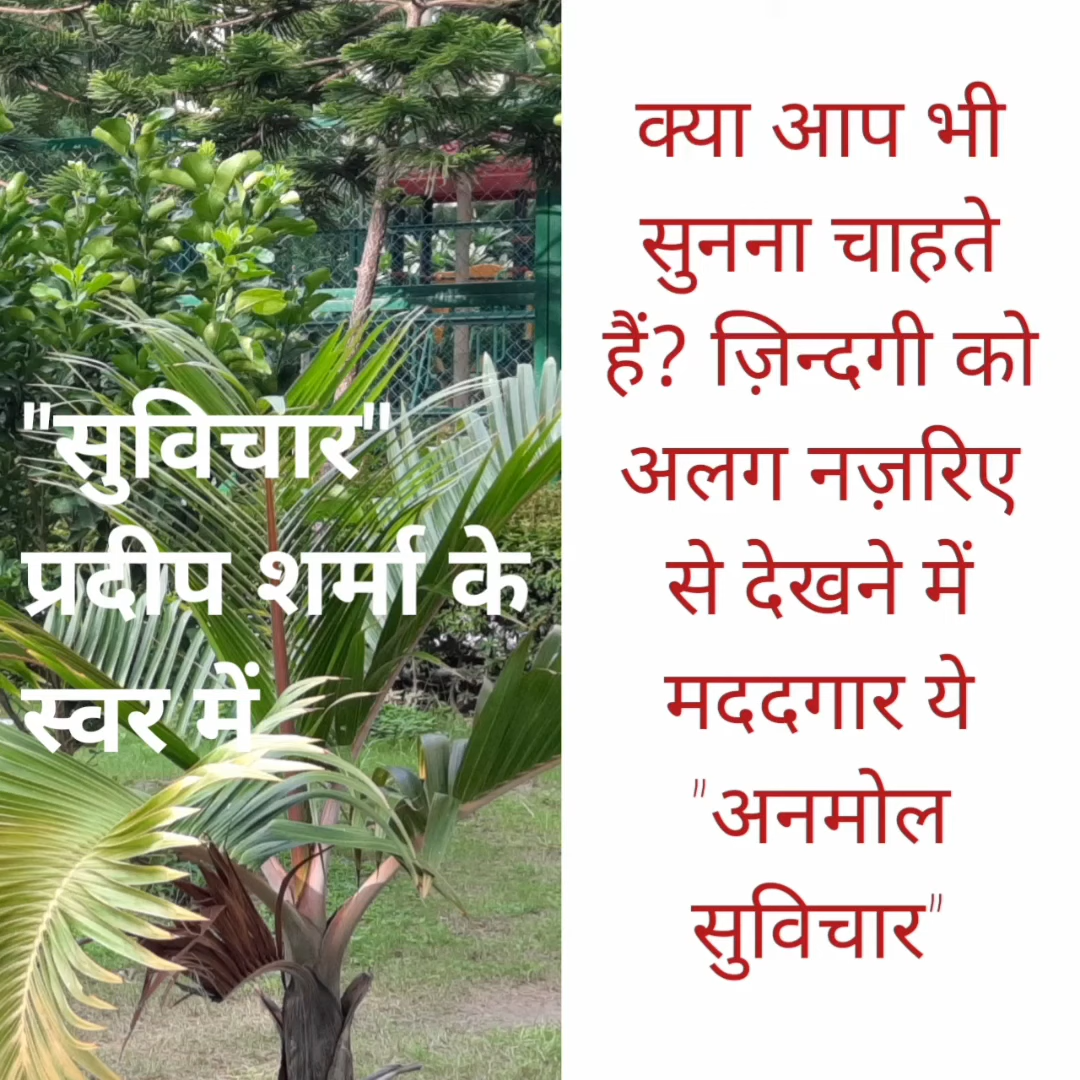 "सुविचार"
प्रदीप शर्मा के
स्वर में
क्या आप भी
सुनना चाहते
हैं? ज़िन्दगी को
अलग नज़रिए
से देखने में
मददगार ये
"अनमोल
सुविचार"